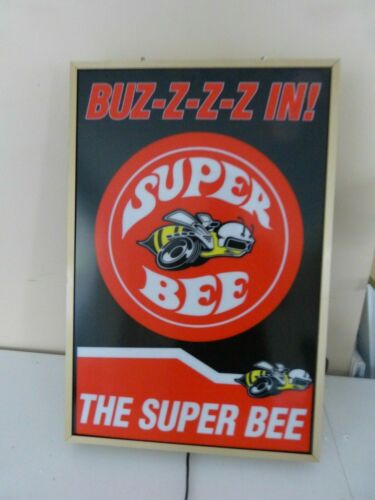 BUZ-Z-Z-Z IN!
SUPER
BEE
THE SUPER BEE